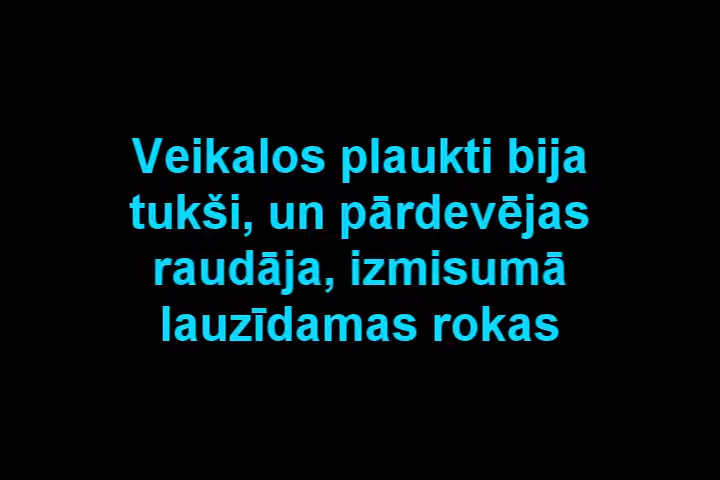 Veikalos plaukti bija
tukši, un pārdevējas
raudāja, izmisumā
lauzīdamas rokas